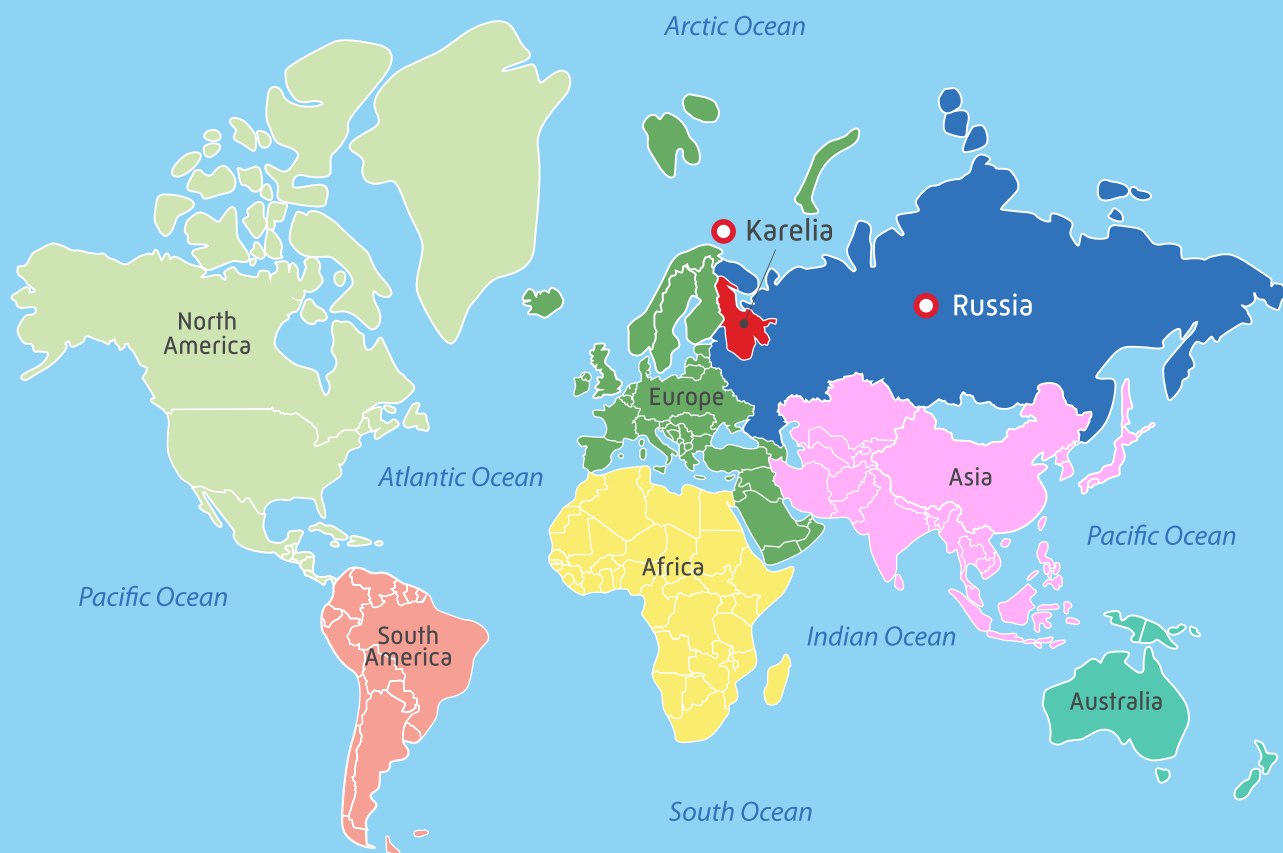 Arctic Ocean
Karelia
Russia
North
America
Europe
Atlantic Ocean
Asia
Pacific Ocean
Africa
Pacific Ocean
South
America
Indian Ocean
Australia
South Ocean